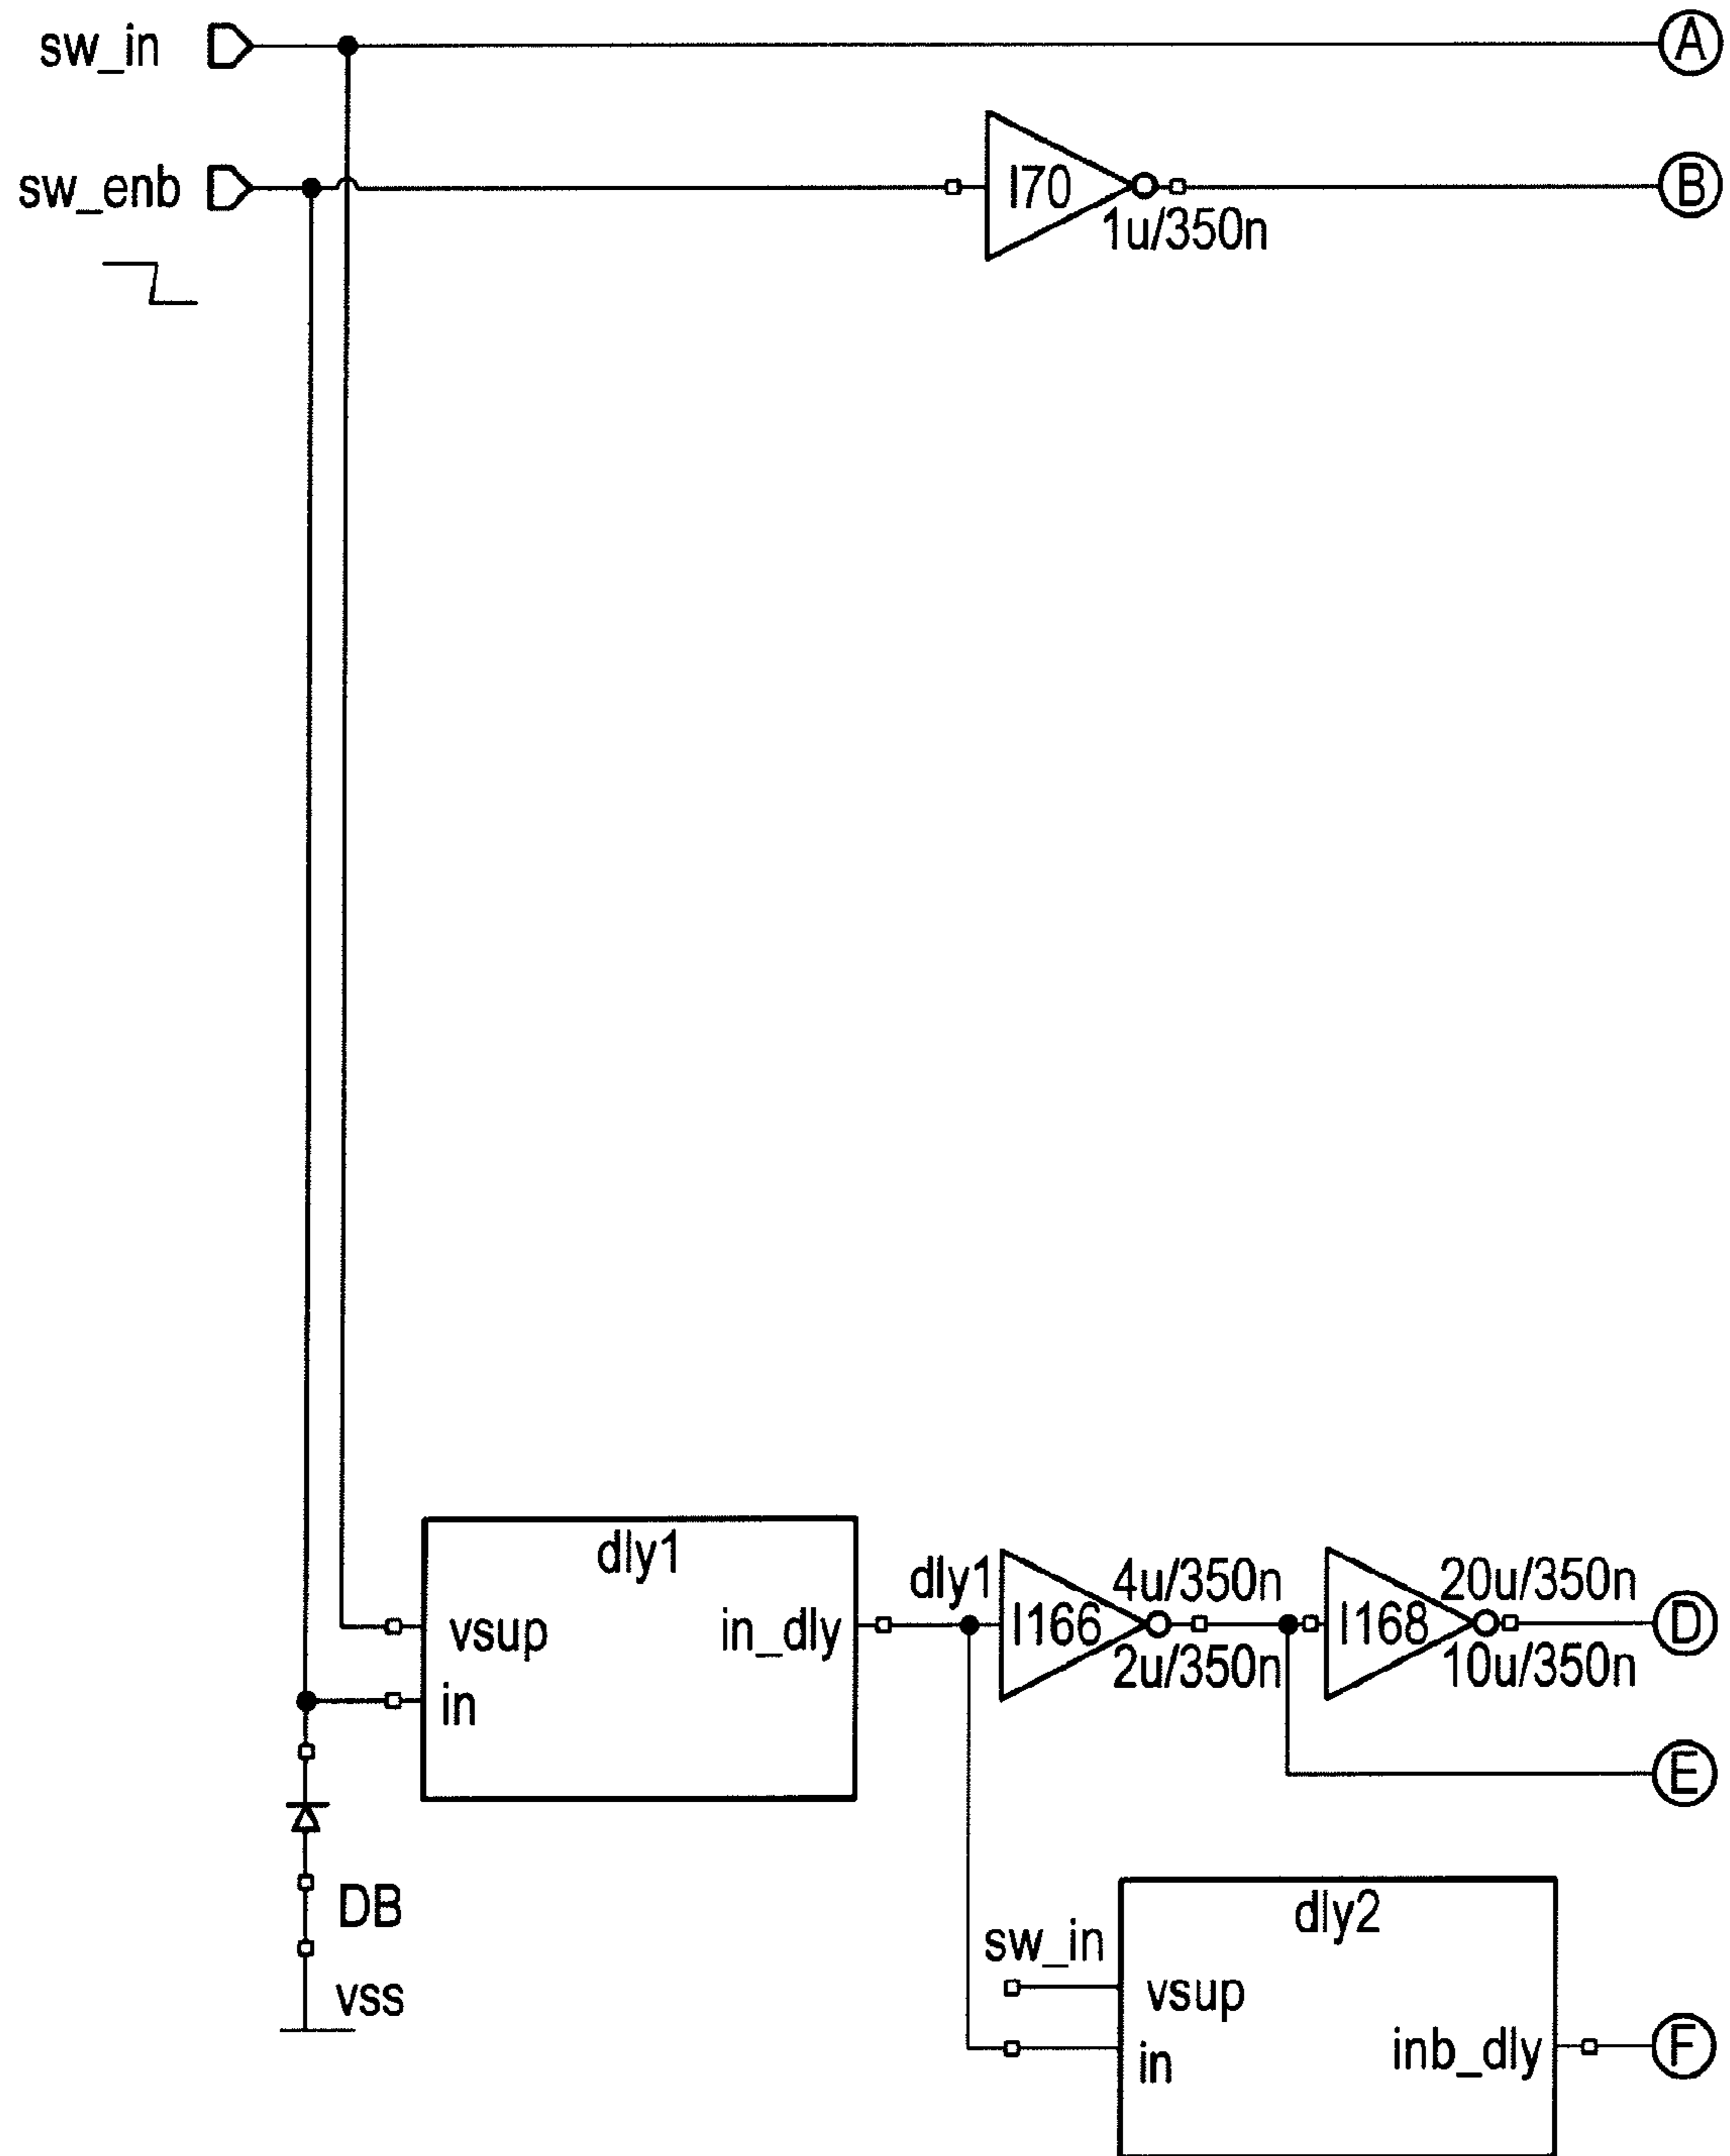 sw_in
A
sw_enb
I70
B
1u/350n
dly1
vsup
in_dly
in
dly1
I166
4u/350n
2u/350n
I168
20u/350n
10u/350n
D
E
DB
vss
dly2
sw_in
vsup
in
inb_dly
F